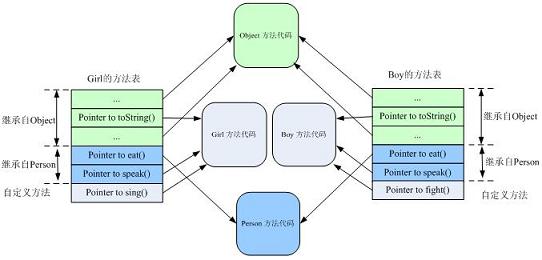 Object 方法代码
Girl的方法表
Boy的方法表
...
Pointer to toString()
...
Pointer to eat()
Pointer to speak()
Pointer to sing()
继承自Object
继承自Person
自定义方法
Girl 方法代码
Boy 方法代码
Person 方法代码
...
Pointer to toString()
...
Pointer to eat()
Pointer to speak()
Pointer to fight()
继承自Object
继承自Person
自定义方法